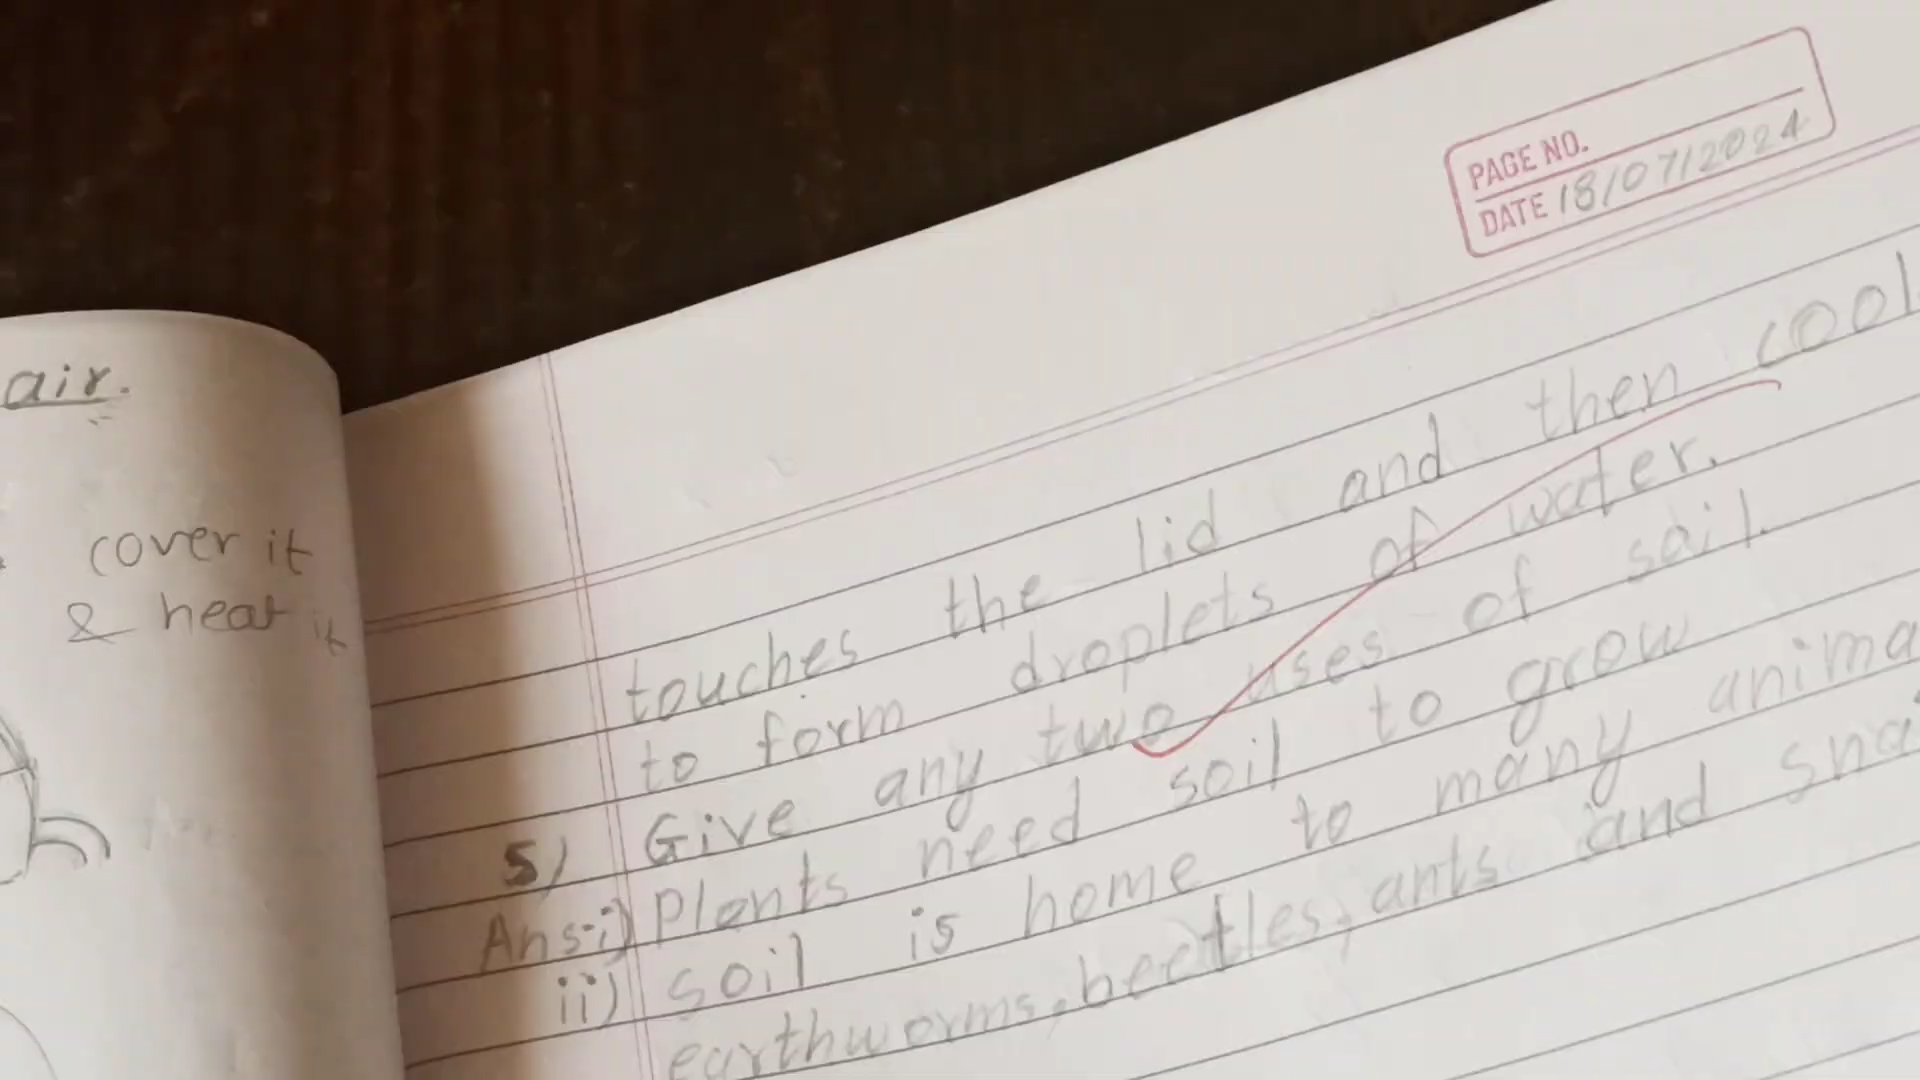 air.
cover it
& heat it
PAGE NO.
DATE 18/07/2024
touches the lid and then cool
to form droplets of water.
5) Give any two uses of sail.
Ans-i) Plants need soil to grow
ii) soil is home to many anima
earthworms, beetles, ants and snai